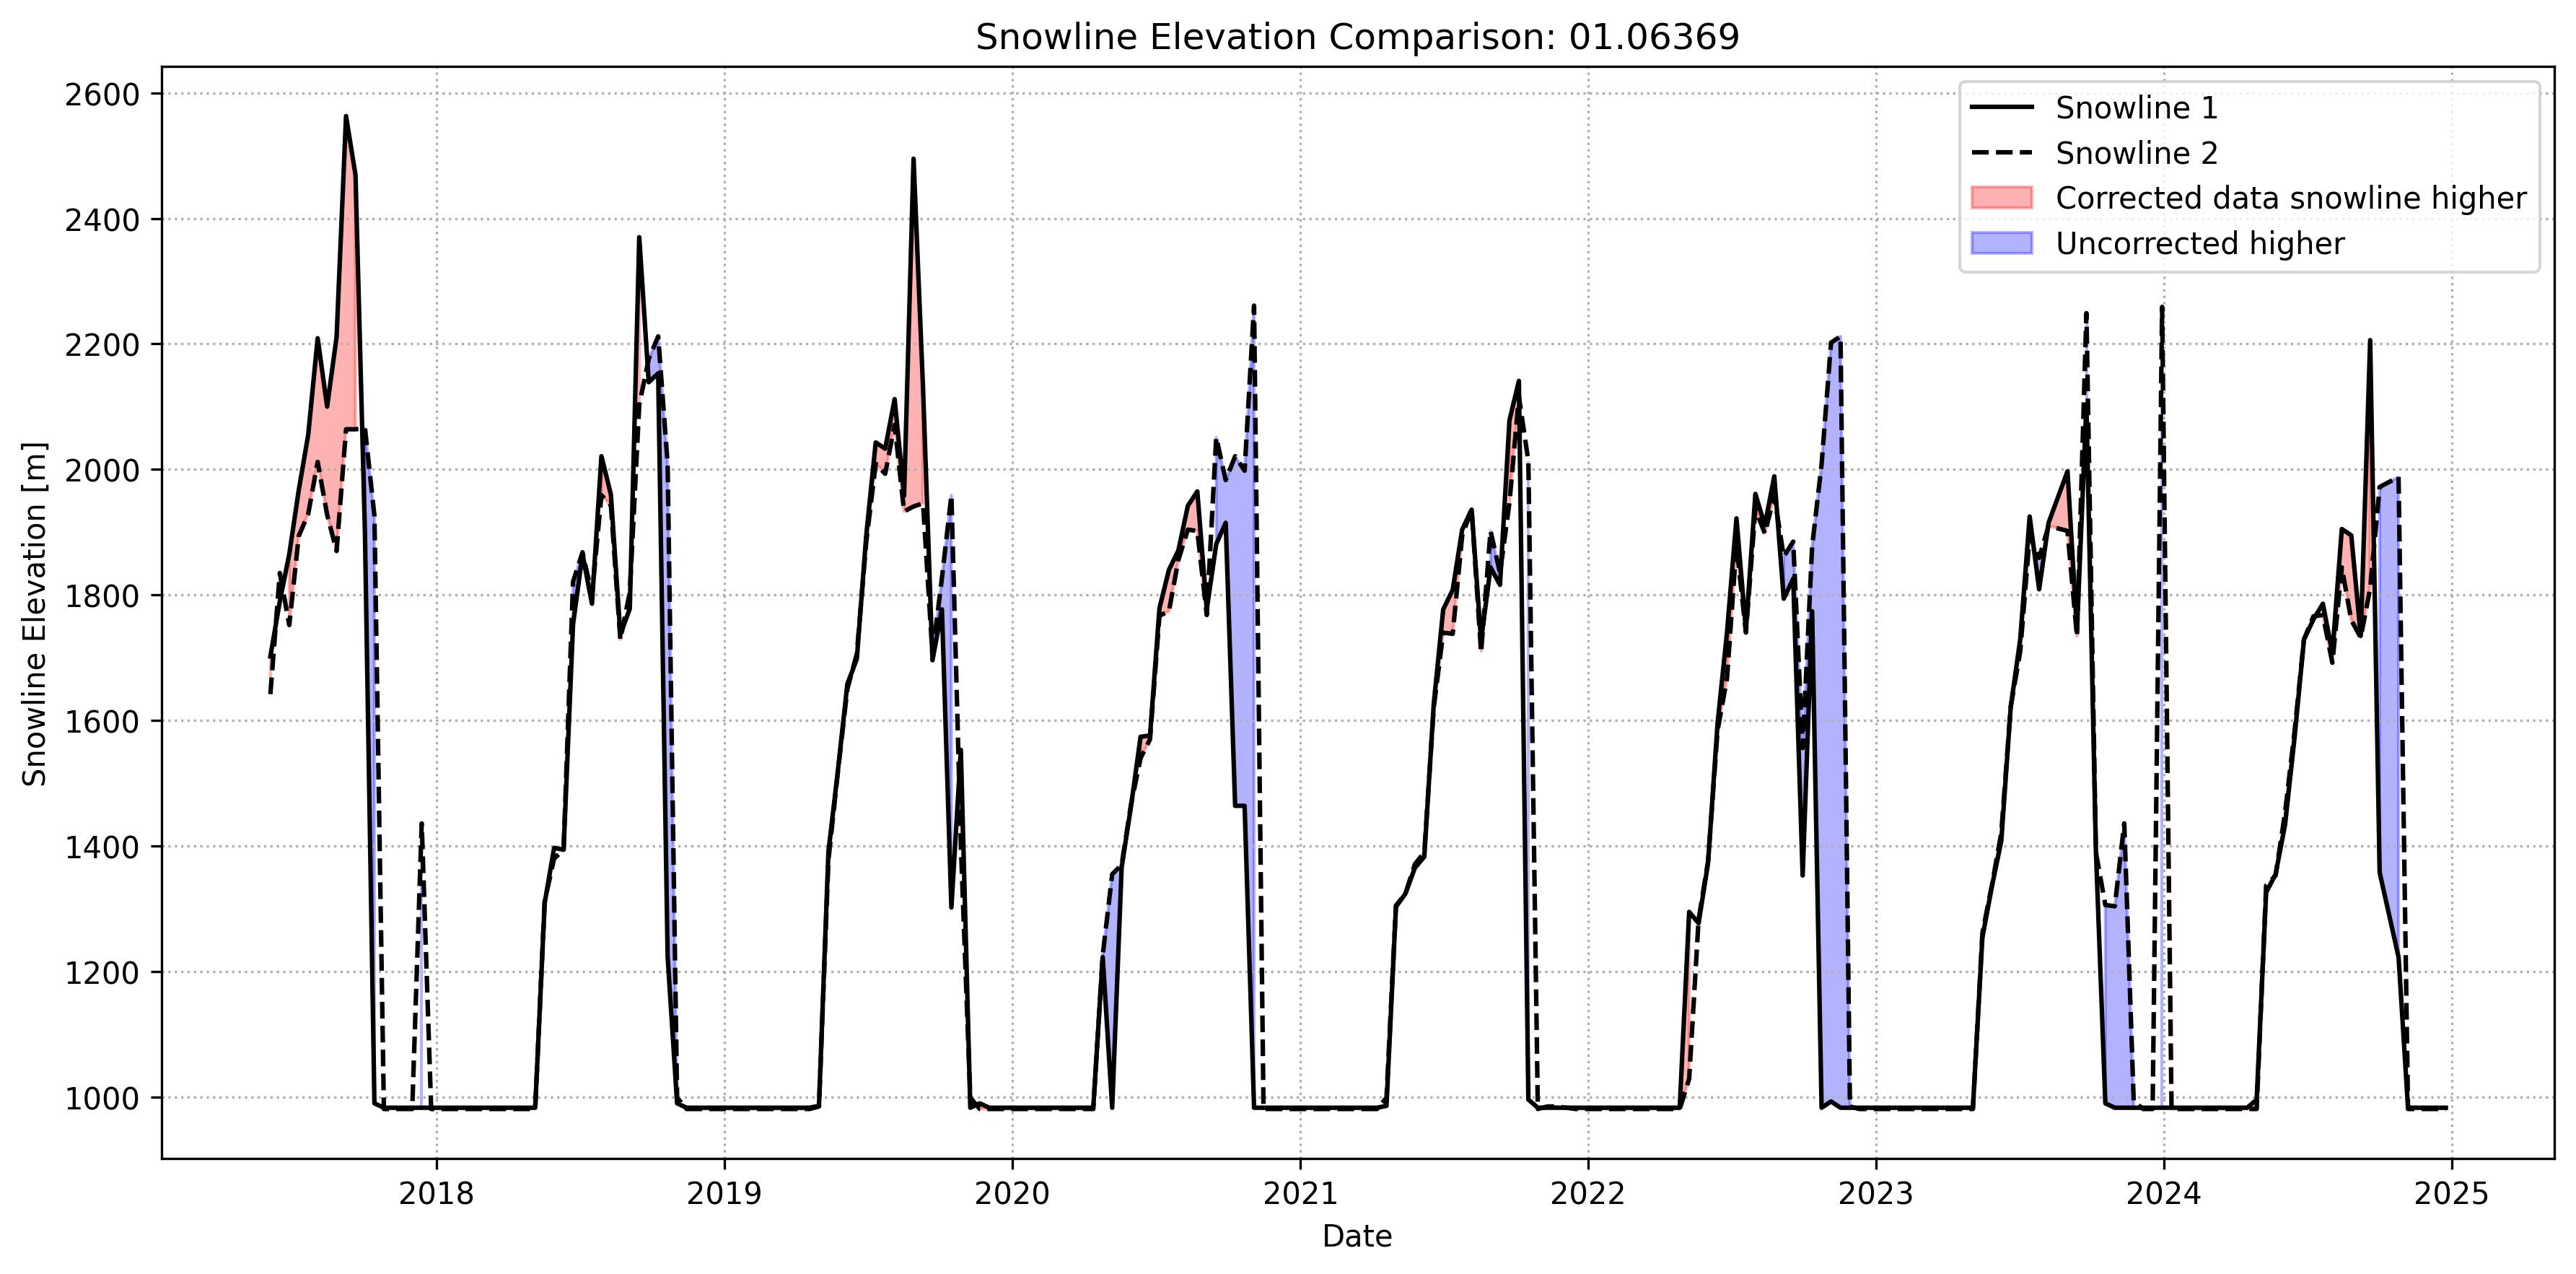 Snowline Elevation Comparison: 01.06369
Snowline 1
Snowline 2
Corrected data snowline higher
Uncorrected higher
Snowline Elevation [m]
2600
2400
2200
2000
1800
1600
1400
1200
1000
2018 2019 2020 2021 2022 2023 2024 2025
Date